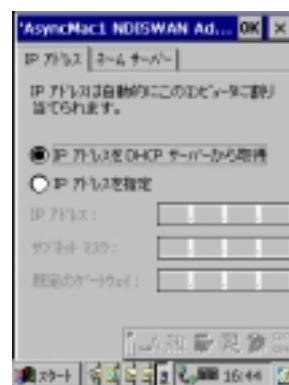 'AsyncMac1 NDISWAN Ad... OK ×
IP アドレス ネーム サーバー
IP アドレスは自動的にこのコンピュータに割り
当てられます。
IP アドレスを DHCP サーバーから取得
IP アドレスを指定
IP アドレス:
サブネット マスク:
既定のゲートウェイ:
スタート 16:44